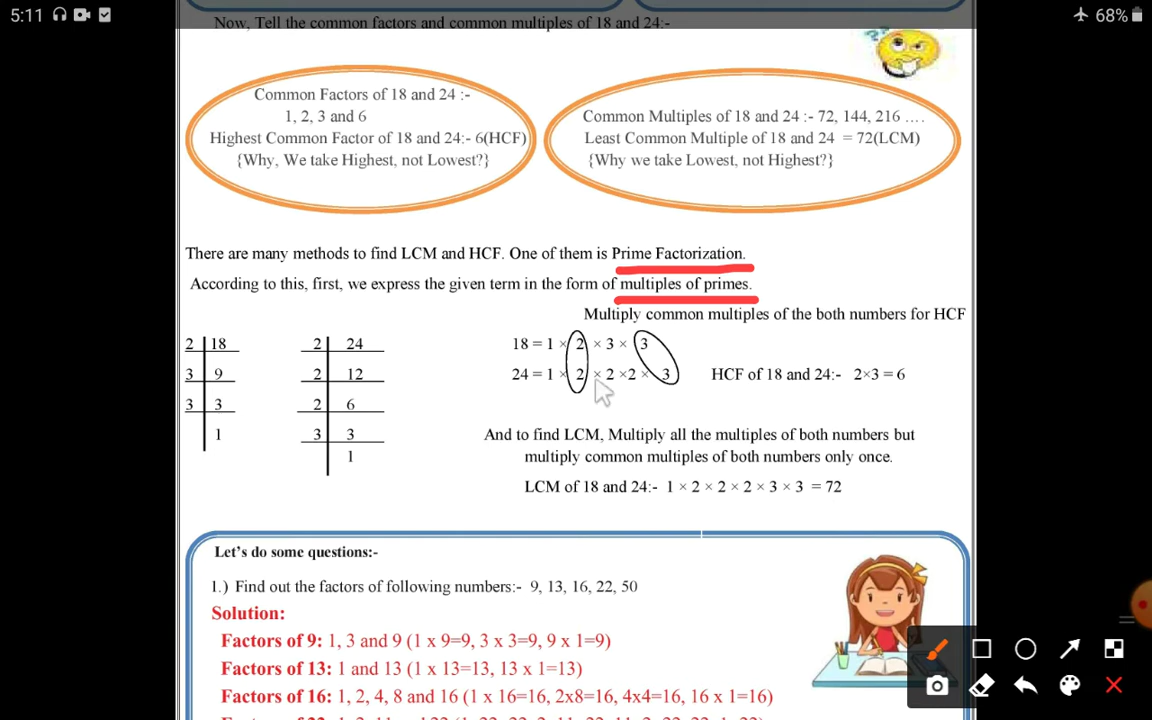 5:11
68%
Now, Tell the common factors and common multiples of 18 and 24:-
Common Factors of 18 and 24 :-
1, 2, 3 and 6
Highest Common Factor of 18 and 24:- 6(HCF)
{Why, We take Highest, not Lowest?}
Common Multiples of 18 and 24 :- 72, 144, 216 ....
Least Common Multiple of 18 and 24 = 72(LCM)
{Why we take Lowest, not Highest?}
There are many methods to find LCM and HCF. One of them is Prime Factorization.
According to this, first, we express the given term in the form of multiples of primes.
Multiply common multiples of the both numbers for HCF
2 18
3 9
3 3
1
2 24
2 12
2 6
3 3
1
18 = 1 × 2 × 3 × 3
24 = 1 × 2 × 2 ×2 × 3
HCF of 18 and 24:- 2×3 = 6
And to find LCM, Multiply all the multiples of both numbers but
multiply common multiples of both numbers only once.
LCM of 18 and 24:- 1 × 2 × 2 × 2 × 3 × 3 = 72
Let's do some questions:-
1.) Find out the factors of following numbers:- 9, 13, 16, 22, 50
Solution:
Factors of 9: 1, 3 and 9 (1 x 9=9, 3 x 3=9, 9 x 1=9)
Factors of 13: 1 and 13 (1 x 13=13, 13 x 1=13)
Factors of 16: 1, 2, 4, 8 and 16 (1 x 16=16, 2x8=16, 4x4=16, 16 x 1=16)